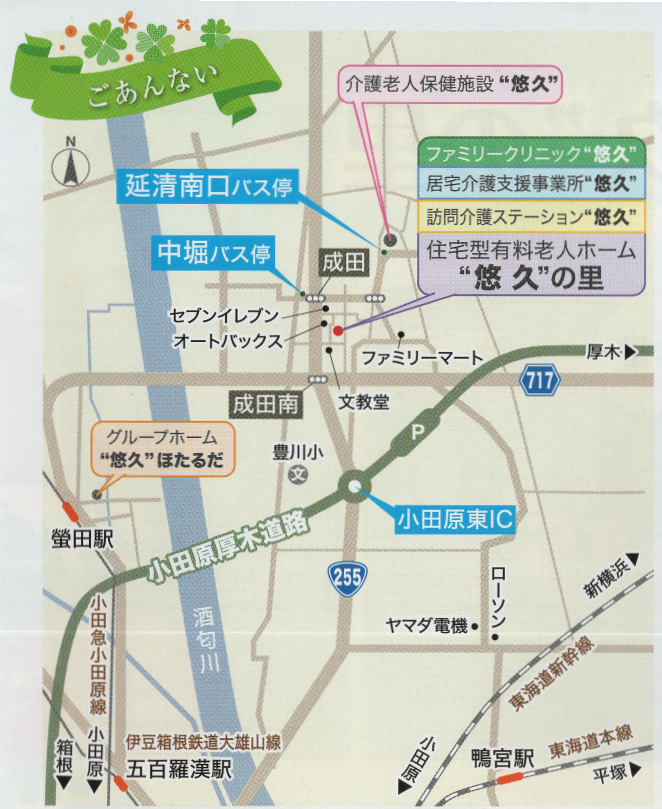 ごあんない
N
介護老人保健施設 “悠久”
ファミリークリニック“悠久”
居宅介護支援事業所“悠久”
訪問介護ステーション“悠久”
住宅型有料老人ホーム
“悠 久”の里
延清南口バス停
中堀バス停
成田
セブンイレブン
オートバックス
ファミリーマート
厚木
717
成田南
文教堂
グループホーム
“悠久”ほたるだ
豊川小
文
P
小田原東IC
螢田駅
小田原厚木道路
255
ローソン
新横浜
酒匂川
ヤマダ電機
小田急小田原線
東海道新幹線
伊豆箱根鉄道大雄山線
五百羅漢駅
箱根
小田原
小田原
鴨宮駅
東海道本線
平塚